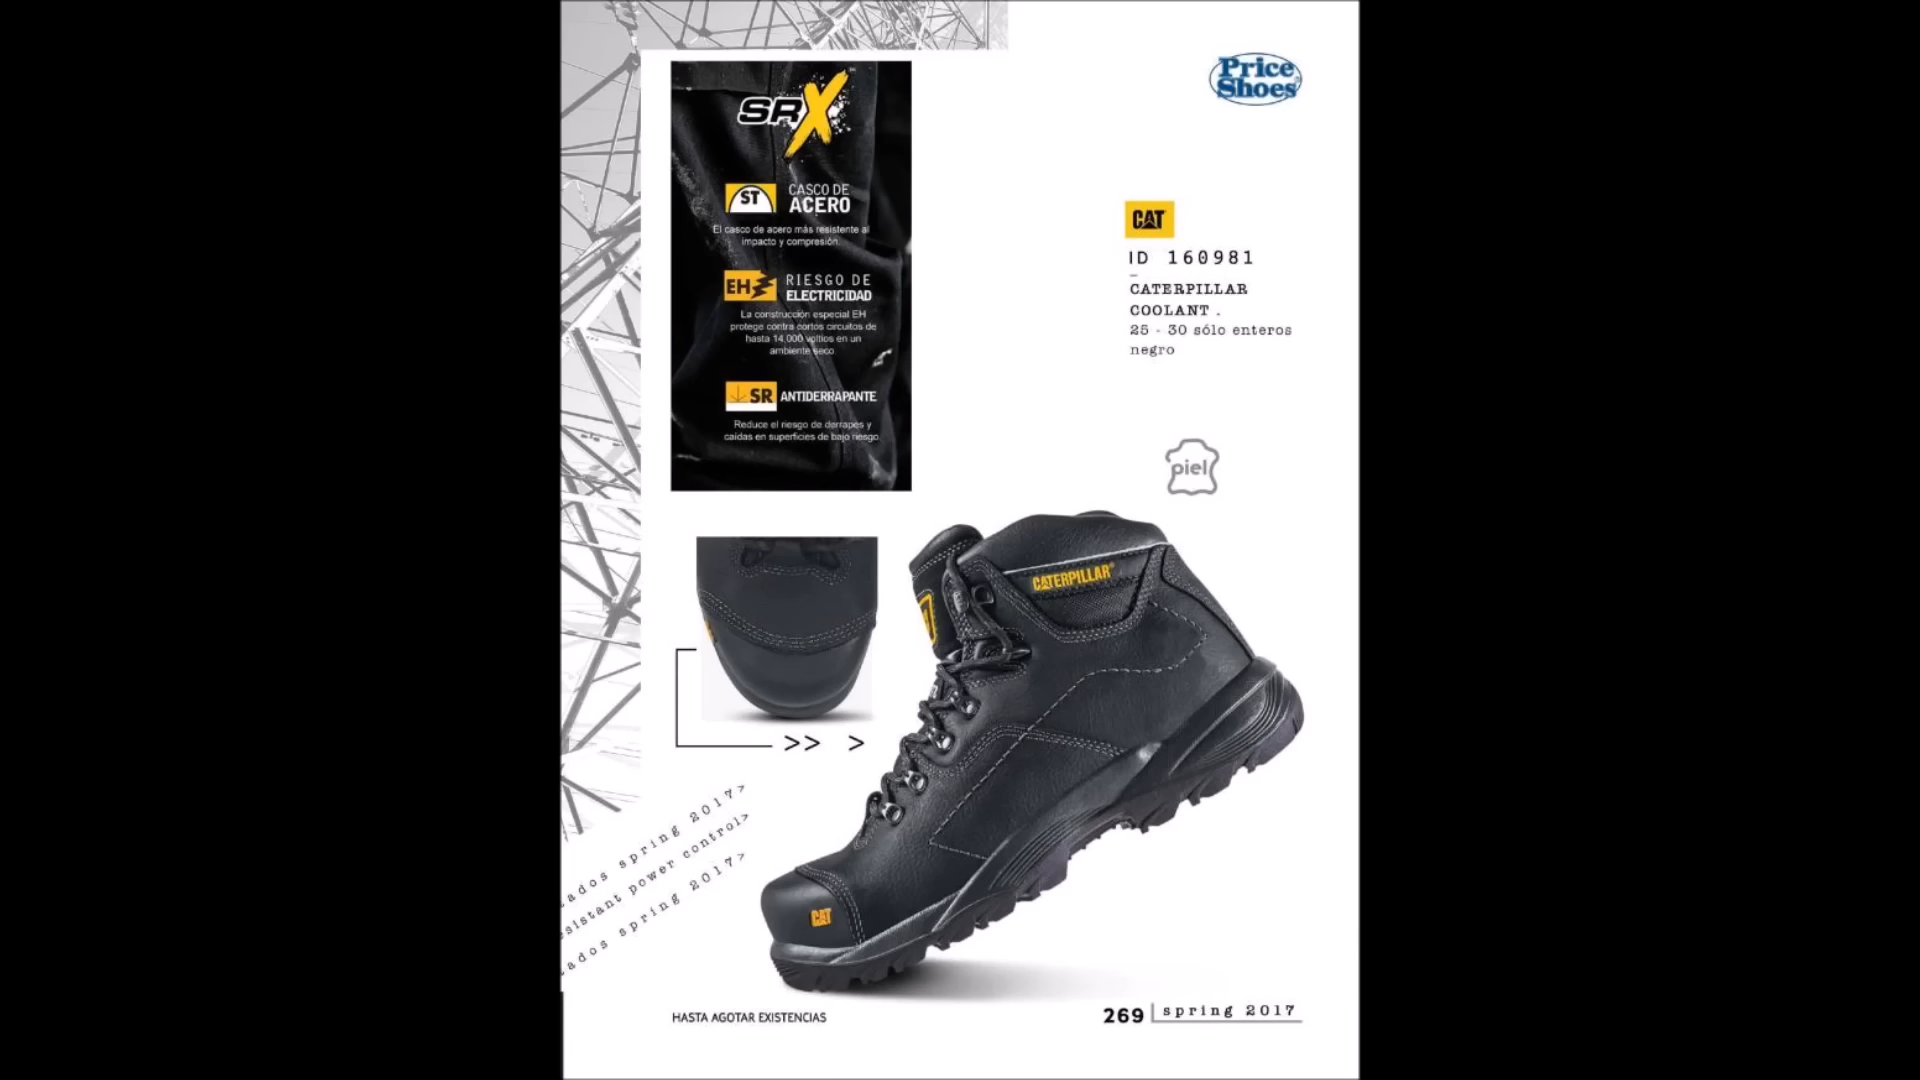 Price
Shoes
SRX
ST
CASCO DE
ACERO
El casco de acero más resistente al
impacto y compresión.
EH
RIESGO DE
ELECTRICIDAD
La construcción especial EH
protege contra cortos circuitos de
hasta 14,000 voltios en un
ambiente seco.
SR ANTIDERRAPANTE
Reduce el riesgo de derrapes y
caídas en superficies de bajo riesgo
CAT
ID 160981
CATERPILLAR
COOLANT .
25 - 30 sólo enteros
negro
piel
CATERPILLAR
>> >
ados spring 2017>
sistant power control>
ados spring 2017>
CAT
HASTA AGOTAR EXISTENCIAS
269 spring 2017